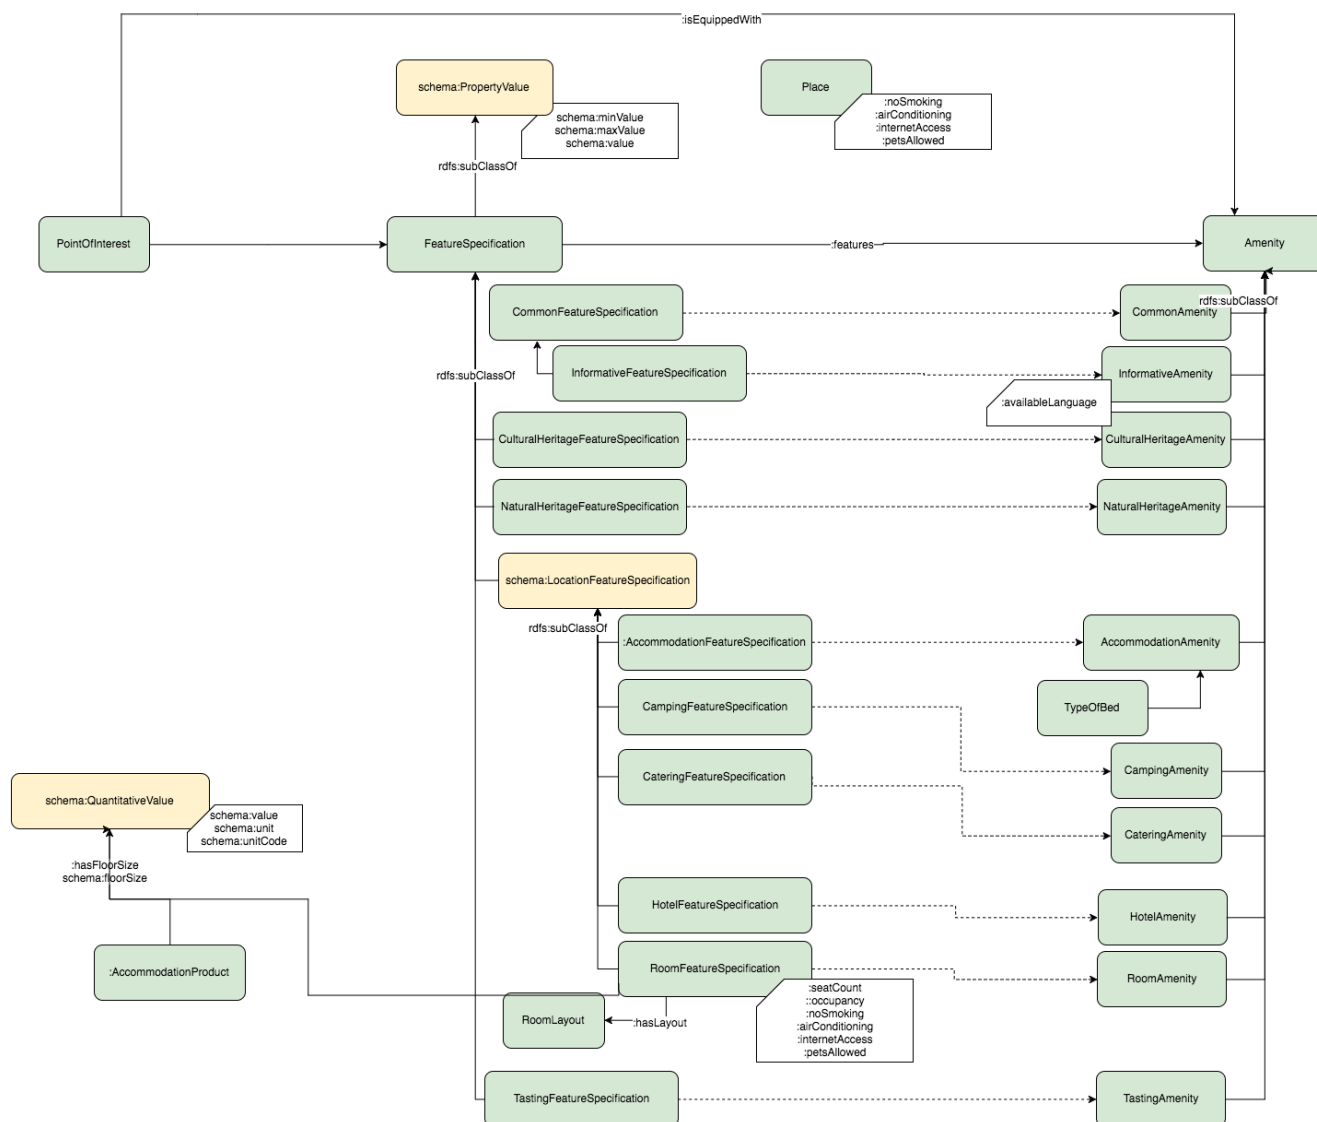 :isEquippedWith
schema:PropertyValue
Place
schema:minValue
schema:maxValue
schema:value
:noSmoking
:airConditioning
:internetAccess
:petsAllowed
rdfs:subClassOf
PointOfInterest
FeatureSpecification
:features
Amenity
CommonFeatureSpecification
CommonAmenity
rdfs:subClassOf
rdfs:subClassOf
InformativeFeatureSpecification
InformativeAmenity
:availableLanguage
CulturalHeritageFeatureSpecification
CulturalHeritageAmenity
NaturalHeritageFeatureSpecification
NaturalHeritageAmenity
schema:LocationFeatureSpecification
rdfs:subClassOf
:AccommodationFeatureSpecification
AccommodationAmenity
CampingFeatureSpecification
TypeOfBed
CateringFeatureSpecification
CampingAmenity
schema:QuantitativeValue
schema:value
schema:unit
schema:unitCode
CateringAmenity
:hasFloorSize
schema:floorSize
HotelFeatureSpecification
HotelAmenity
:AccommodationProduct
RoomFeatureSpecification
RoomAmenity
:seatCount
::occupancy
:noSmoking
:airConditioning
:internetAccess
:petsAllowed
RoomLayout
:hasLayout
TastingFeatureSpecification
TastingAmenity